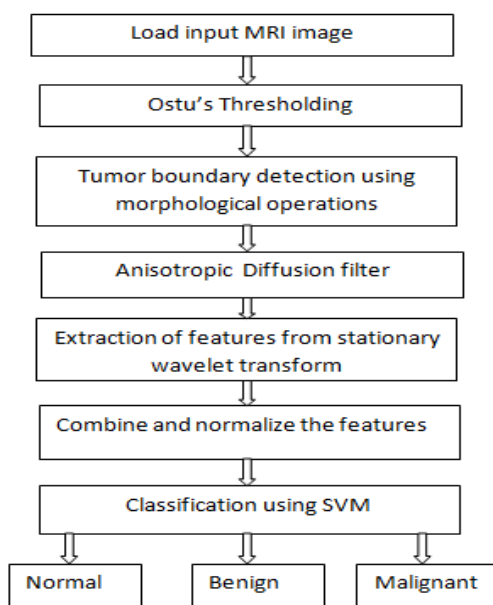 Load input MRI image
Ostu's Thresholding
Tumor boundary detection using
morphological operations
Anisotropic Diffusion filter
Extraction of features from stationary
wavelet transform
Combine and normalize the features
Classification using SVM
Normal
Benign
Malignant